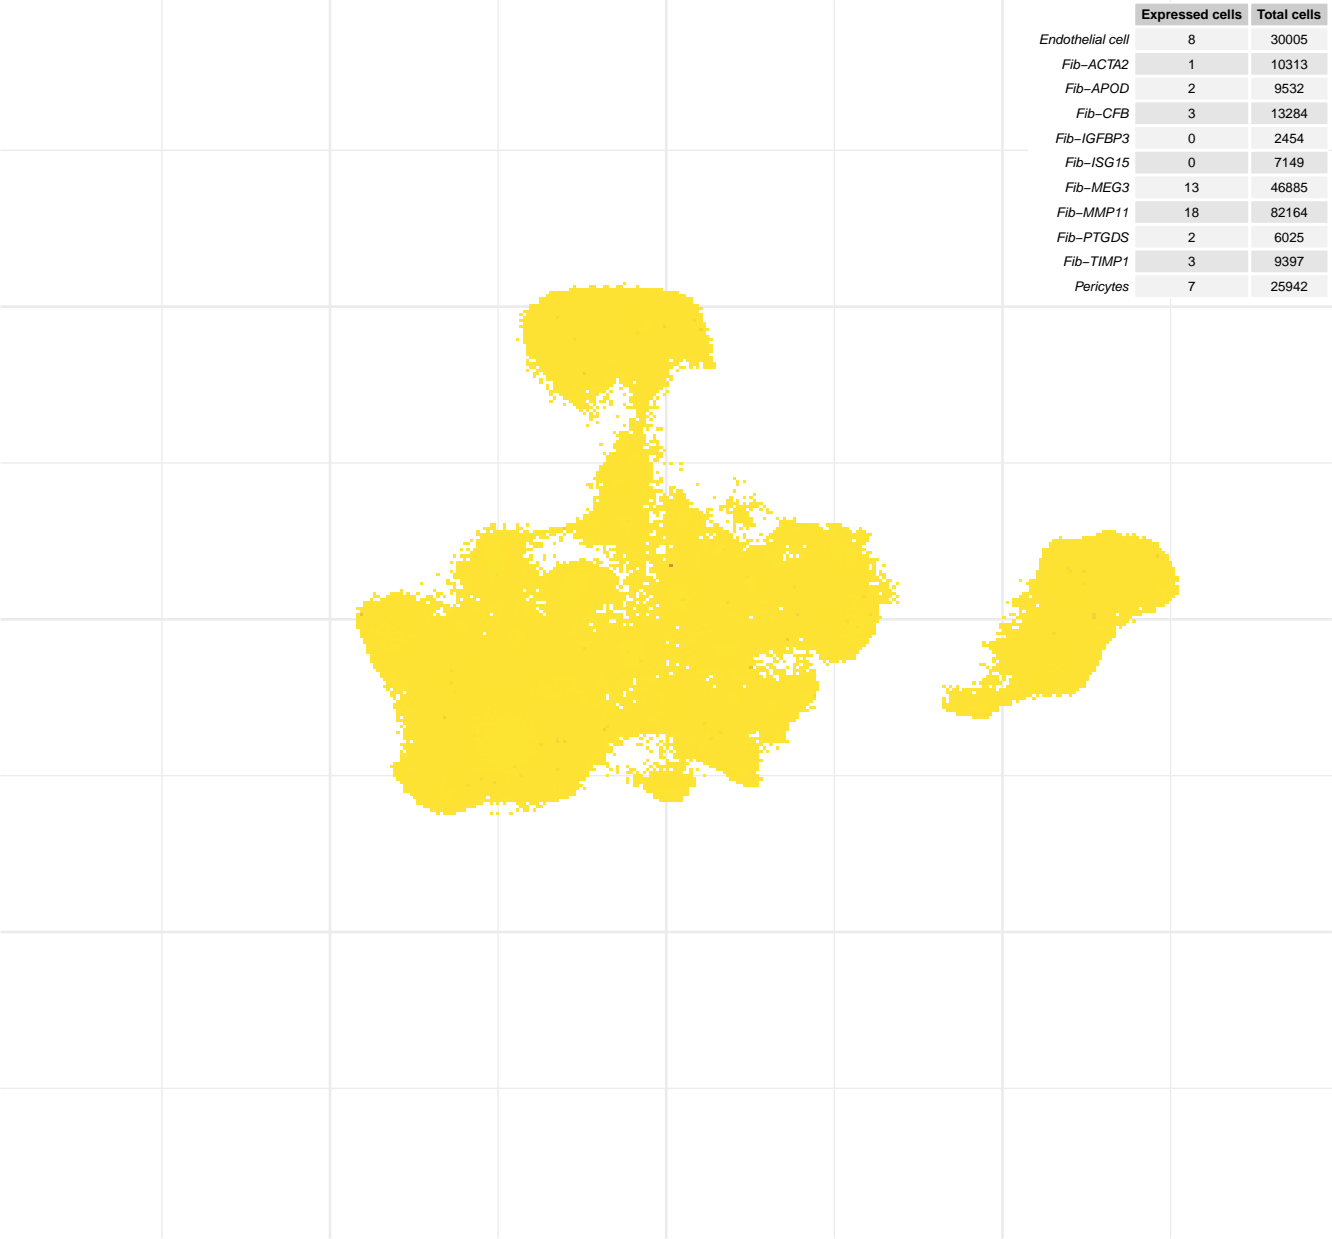 Expressed cells Total cells
Endothelial cell 8 30005
Fib−ACTA2 1 10313
Fib−APOD 2 9532
Fib−CFB 3 13284
Fib−IGFBP3 0 2454
Fib−ISG15 0 7149
Fib−MEG3 13 46885
Fib−MMP11 18 82164
Fib−PTGDS 2 6025
Fib−TIMP1 3 9397
Pericytes 7 25942